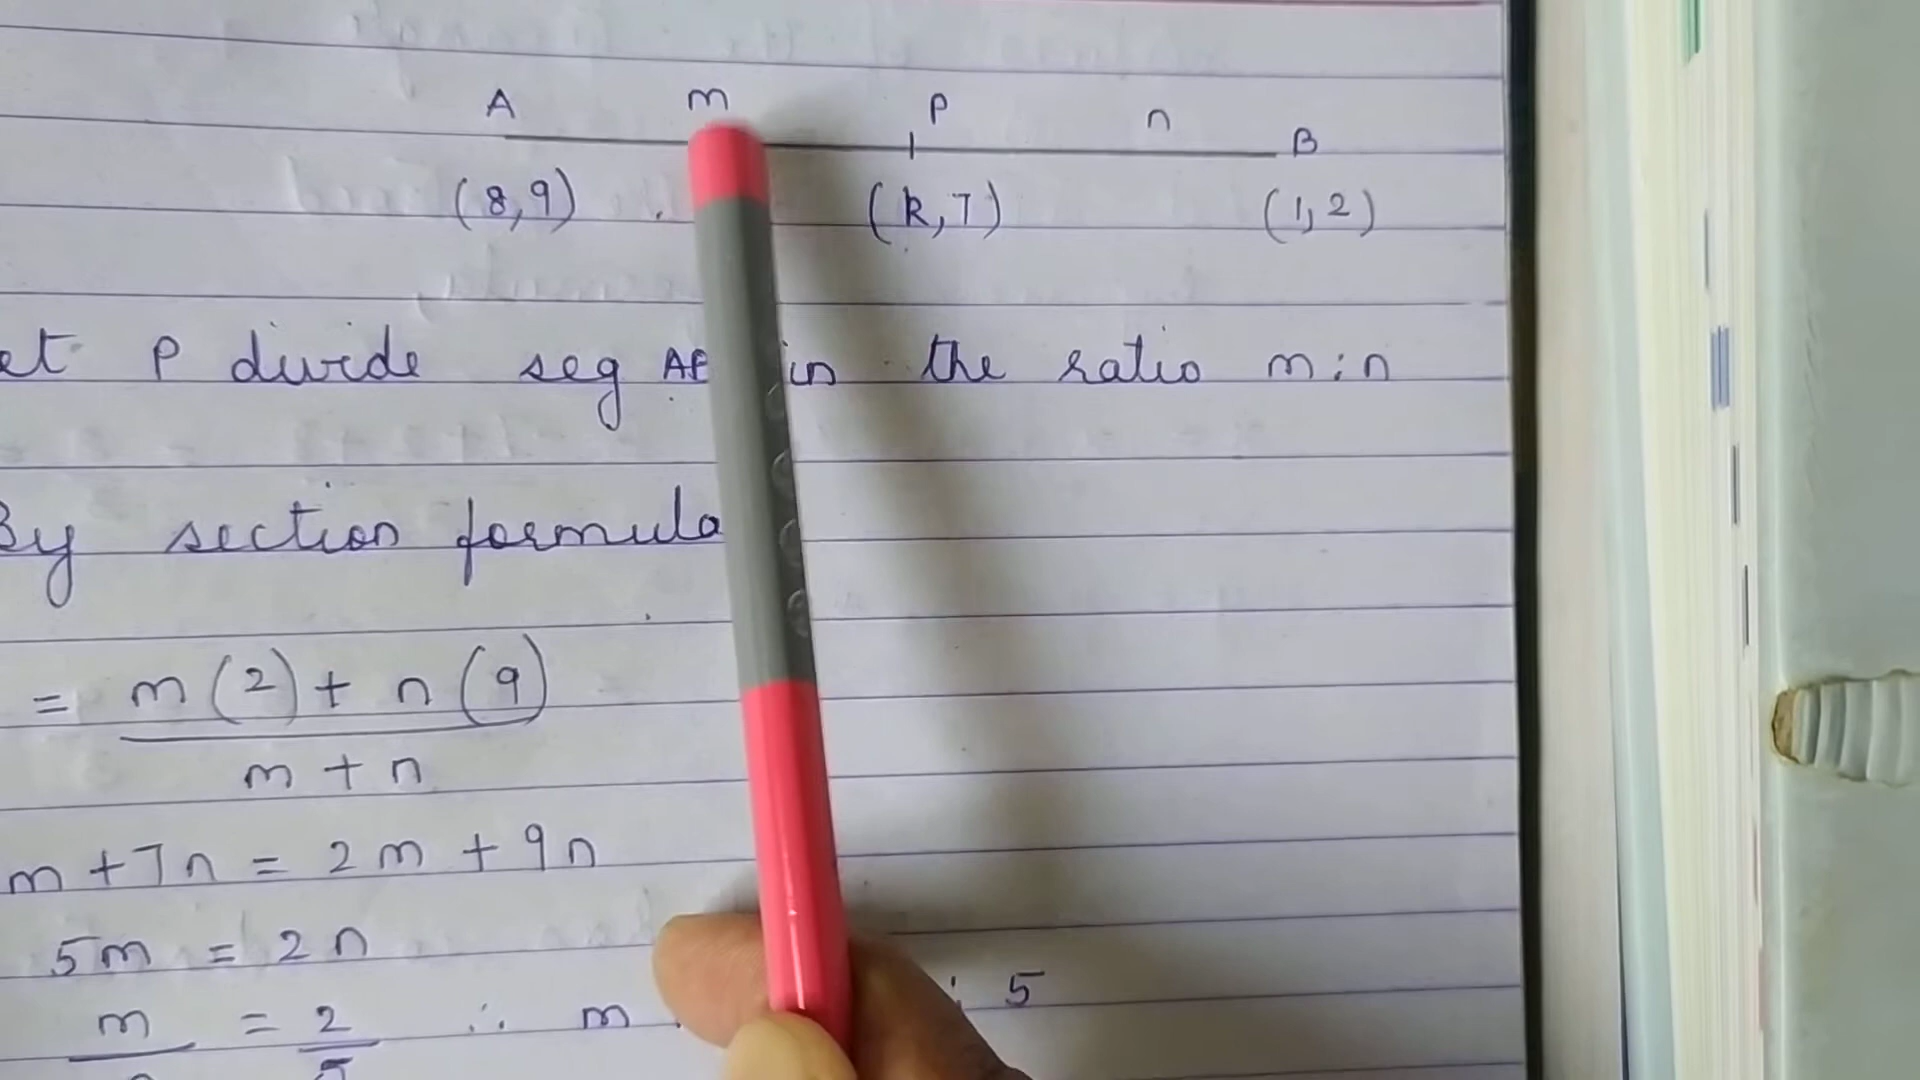 A m P n B
(8,9) (k,7) (1,2)
et P divide seg in the ratio m:n
By section formula
= m(2) + n(9)
m + n
m + 7n = 2m + 9n
5m = 2n
m = 2 ∴ m : 5
5